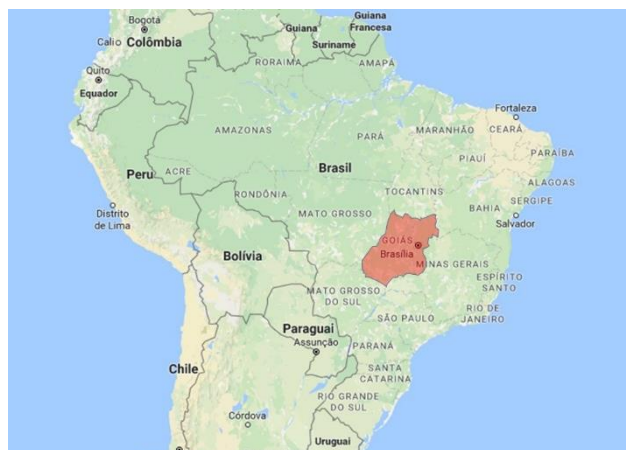 Bogotá
Calio
Colômbia
Guiana
Guiana
Francesa
Suriname
RORAIMA
AMAPÁ
Quito
Equador
Fortaleza
AMAZONAS
PARÁ
MARANHÃO
CEARÁ
PIAUÍ
PARAÍBA
Peru
ACRE
Brasil
ALAGOAS
RONDÔNIA
TOCANTINS
SERGIPE
Distrito
de Lima
MATO GROSSO
BAHIA
Salvador
GOIÁS
Brasília
Bolívia
MINAS GERAIS
ESPÍRITO
SANTO
MATO GROSSO
DO SUL
RIO DE
JANEIRO
SÃO PAULO
Paraguai
Assunção
PARANÁ
Chile
SANTA
CATARINA
RIO GRANDE
DO SUL
Córdova
Uruguai